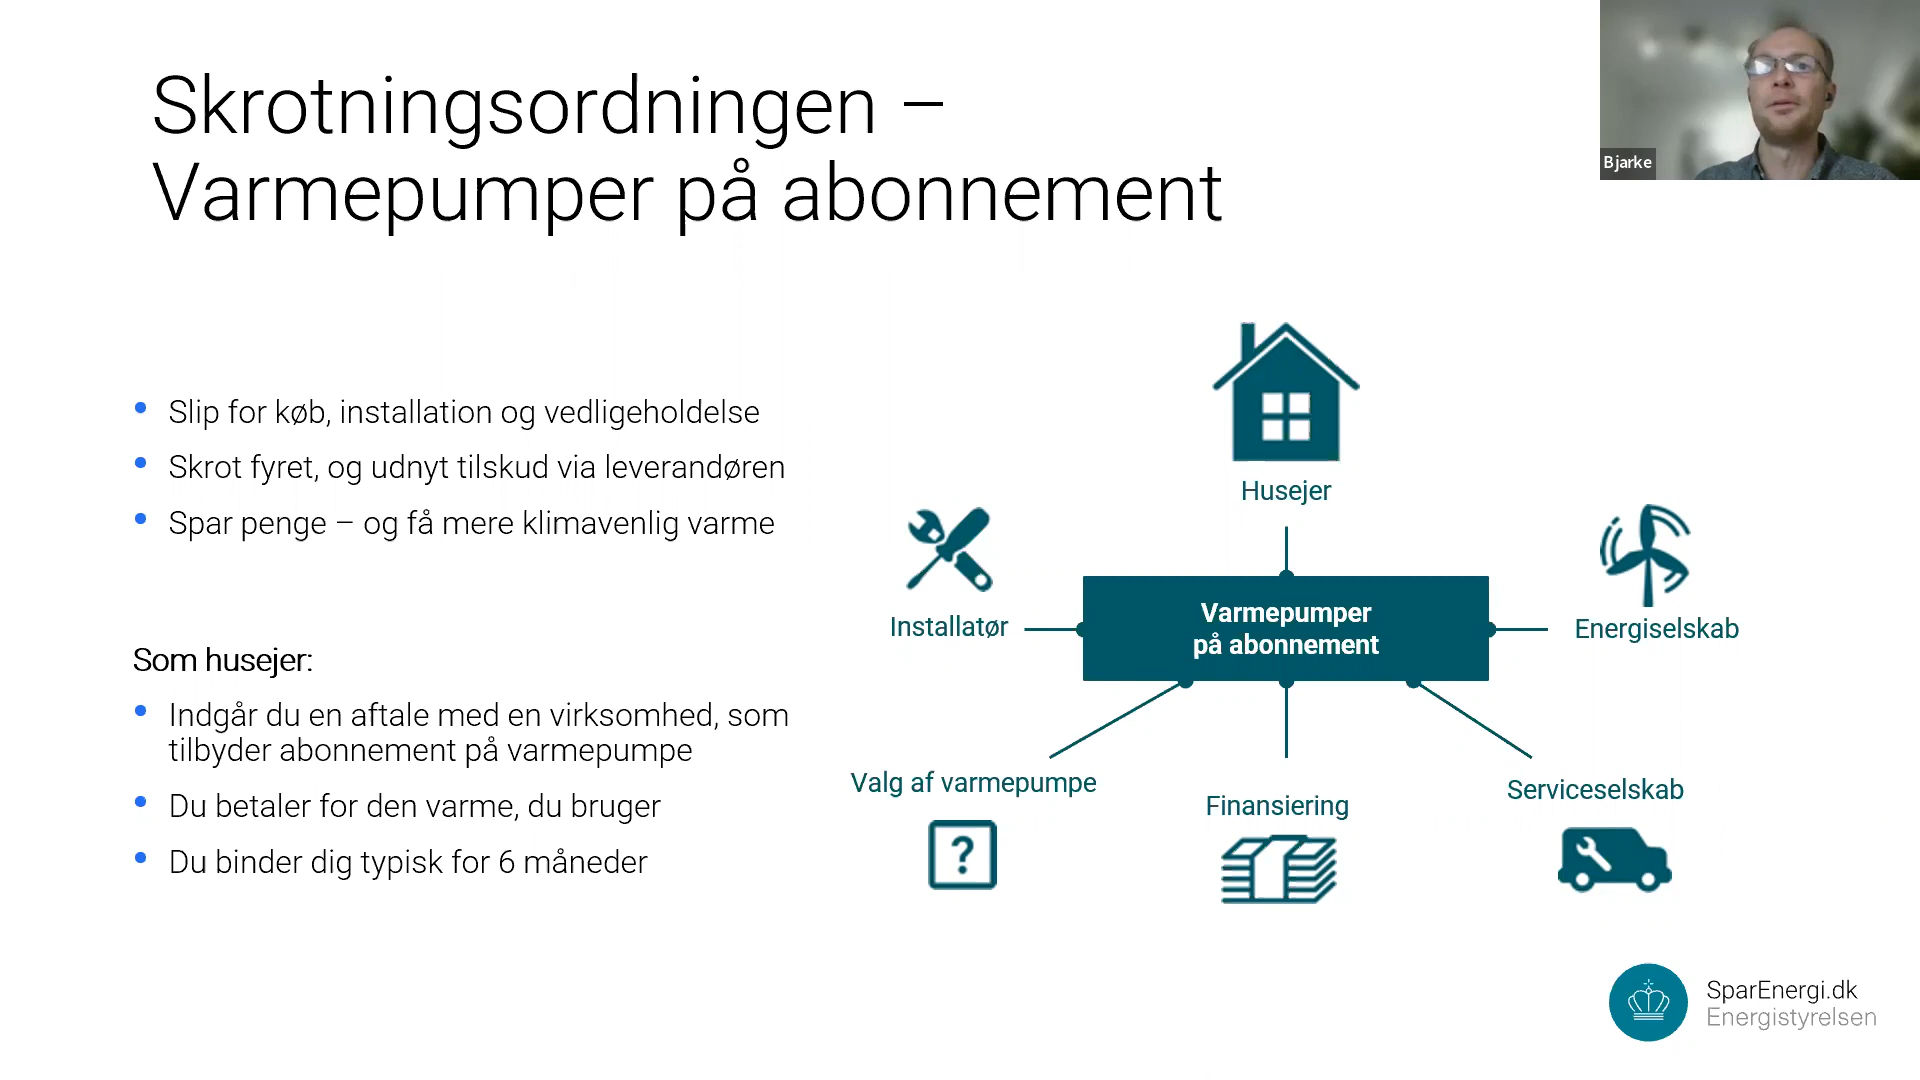 Skrotningsordningen –
Varmepumper på abonnement
Bjarke
Slip for køb, installation og vedligeholdelse
Skrot fyret, og udnyt tilskud via leverandøren
Spar penge – og få mere klimavenlig varme
Som husejer:
Indgår du en aftale med en virksomhed, som
tilbyder abonnement på varmepumpe
Du betaler for den varme, du bruger
Du binder dig typisk for 6 måneder
Husejer
Installatør
Varmepumper
på abonnement
Energiselskab
Valg af varmepumpe
?
Finansiering
Serviceselskab
SparEnergi.dk
Energistyrelsen